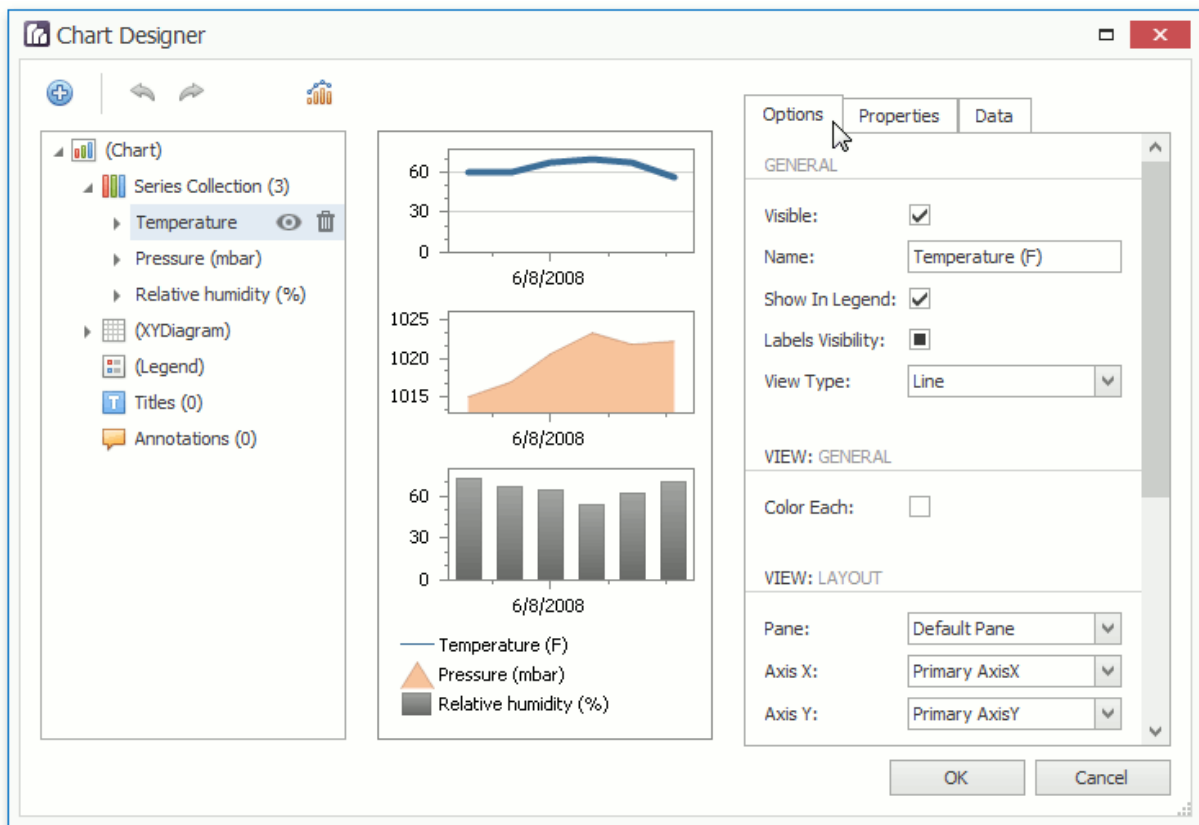 Chart Designer
(Chart)
Series Collection (3)
Temperature
Pressure (mbar)
Relative humidity (%)
(XYDiagram)
(Legend)
Titles (0)
Annotations (0)
60
30
0
6/8/2008
1025
1020
1015
6/8/2008
60
30
0
6/8/2008
Temperature (F)
Pressure (mbar)
Relative humidity (%)
Options Properties Data
GENERAL
Visible:
Name: Temperature (F)
Show In Legend:
Labels Visibility:
View Type: Line
VIEW: GENERAL
Color Each:
VIEW: LAYOUT
Pane: Default Pane
Axis X: Primary AxisX
Axis Y: Primary AxisY
OK Cancel